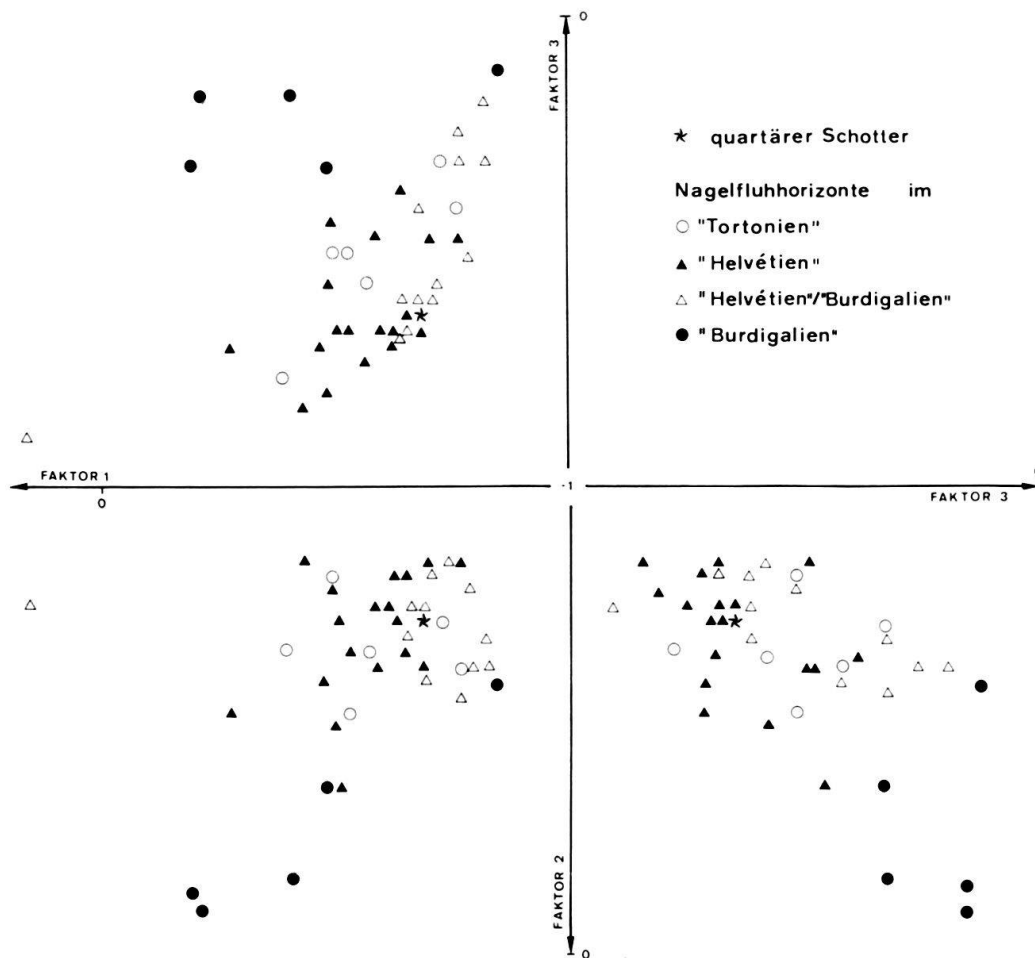 0
FAKTOR 3
quartärer Schotter
Nagelfluhhorizonte im
"Tortonien"
"Helvétien"
"Helvétien"/"Burdigalien"
"Burdigalien"
FAKTOR 1
0
-1
FAKTOR 3
FAKTOR 2
0